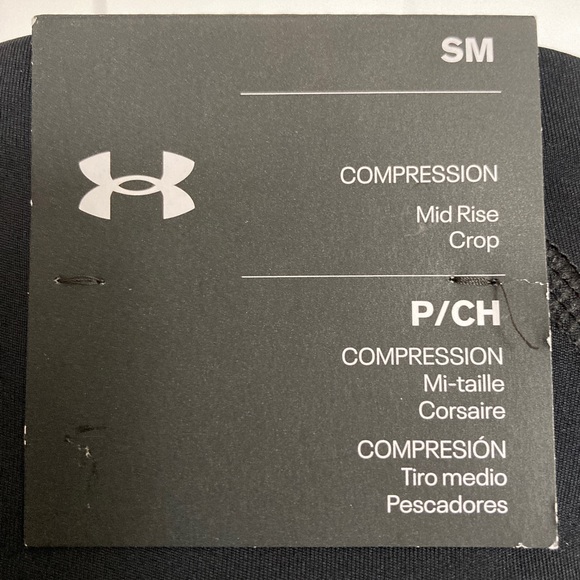 SM
COMPRESSION
Mid Rise
Crop
P/CH
COMPRESSION
Mi-taille
Corsaire
COMPRESIÓN
Tiro medio
Pescadores